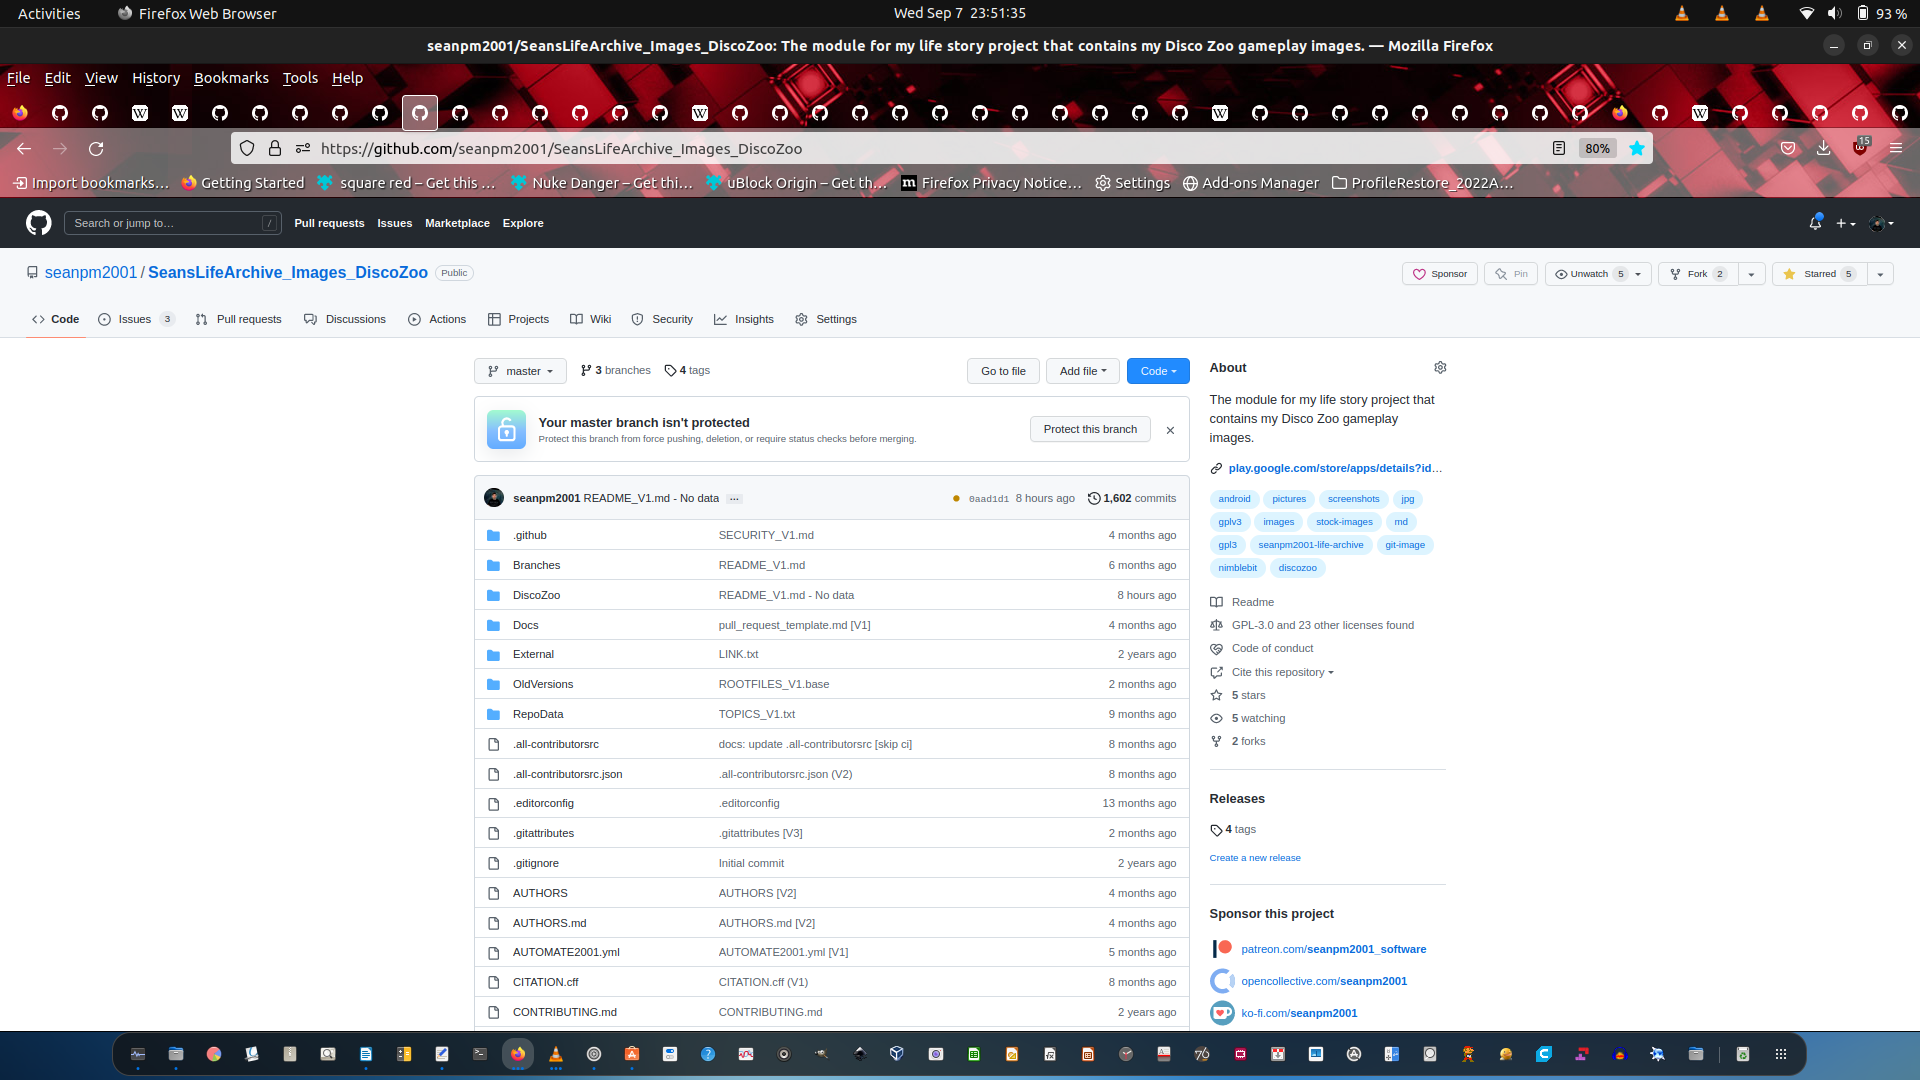 Activities
Firefox Web Browser
Wed Sep 7  23:51:35
93 %
seanpm2001/SeansLifeArchive_Images_DiscoZoo: The module for my life story project that contains my Disco Zoo gameplay images. — Mozilla Firefox
File Edit View History Bookmarks Tools Help
https://github.com/seanpm2001/SeansLifeArchive_Images_DiscoZoo
80%
15
Import bookmarks… Getting Started square red – Get this … Nuke Danger – Get thi… uBlock Origin – Get th… Firefox Privacy Notice… Settings Add-ons Manager ProfileRestore_2022A…
Search or jump to… /
Pull requests Issues Marketplace Explore
seanpm2001 / SeansLifeArchive_Images_DiscoZoo Public
Sponsor Pin Unwatch 5 Fork 2 Starred 5
Code Issues 3 Pull requests Discussions Actions Projects Wiki Security Insights Settings
master 3 branches 4 tags
Go to file Add file Code
Your master branch isn't protected
Protect this branch from force pushing, deletion, or require status checks before merging.
Protect this branch
seanpm2001 README_V1.md - No data ... 0aad1d1 8 hours ago 1,602 commits
.github SECURITY_V1.md 4 months ago
Branches README_V1.md 6 months ago
DiscoZoo README_V1.md - No data 8 hours ago
Docs pull_request_template.md [V1] 4 months ago
External LINK.txt 2 years ago
OldVersions ROOTFILES_V1.base 2 months ago
RepoData TOPICS_V1.txt 9 months ago
.all-contributorsrc docs: update .all-contributorsrc [skip ci] 8 months ago
.all-contributorsrc.json .all-contributorsrc.json (V2) 8 months ago
.editorconfig .editorconfig 13 months ago
.gitattributes .gitattributes [V3] 2 months ago
.gitignore Initial commit 2 years ago
AUTHORS AUTHORS [V2] 4 months ago
AUTHORS.md AUTHORS.md [V2] 4 months ago
AUTOMATE2001.yml AUTOMATE2001.yml [V1] 5 months ago
CITATION.cff CITATION.cff (V1) 8 months ago
CONTRIBUTING.md CONTRIBUTING.md 2 years ago
About
The module for my life story project that
contains my Disco Zoo gameplay
images.
play.google.com/store/apps/details?id…
android pictures screenshots jpg
gplv3 images stock-images md
gpl3 seanpm2001-life-archive git-image
nimblebit discozoo
Readme
GPL-3.0 and 23 other licenses found
Code of conduct
Cite this repository
5 stars
5 watching
2 forks
Releases
4 tags
Create a new release
Sponsor this project
patreon.com/seanpm2001_software
opencollective.com/seanpm2001
ko-fi.com/seanpm2001